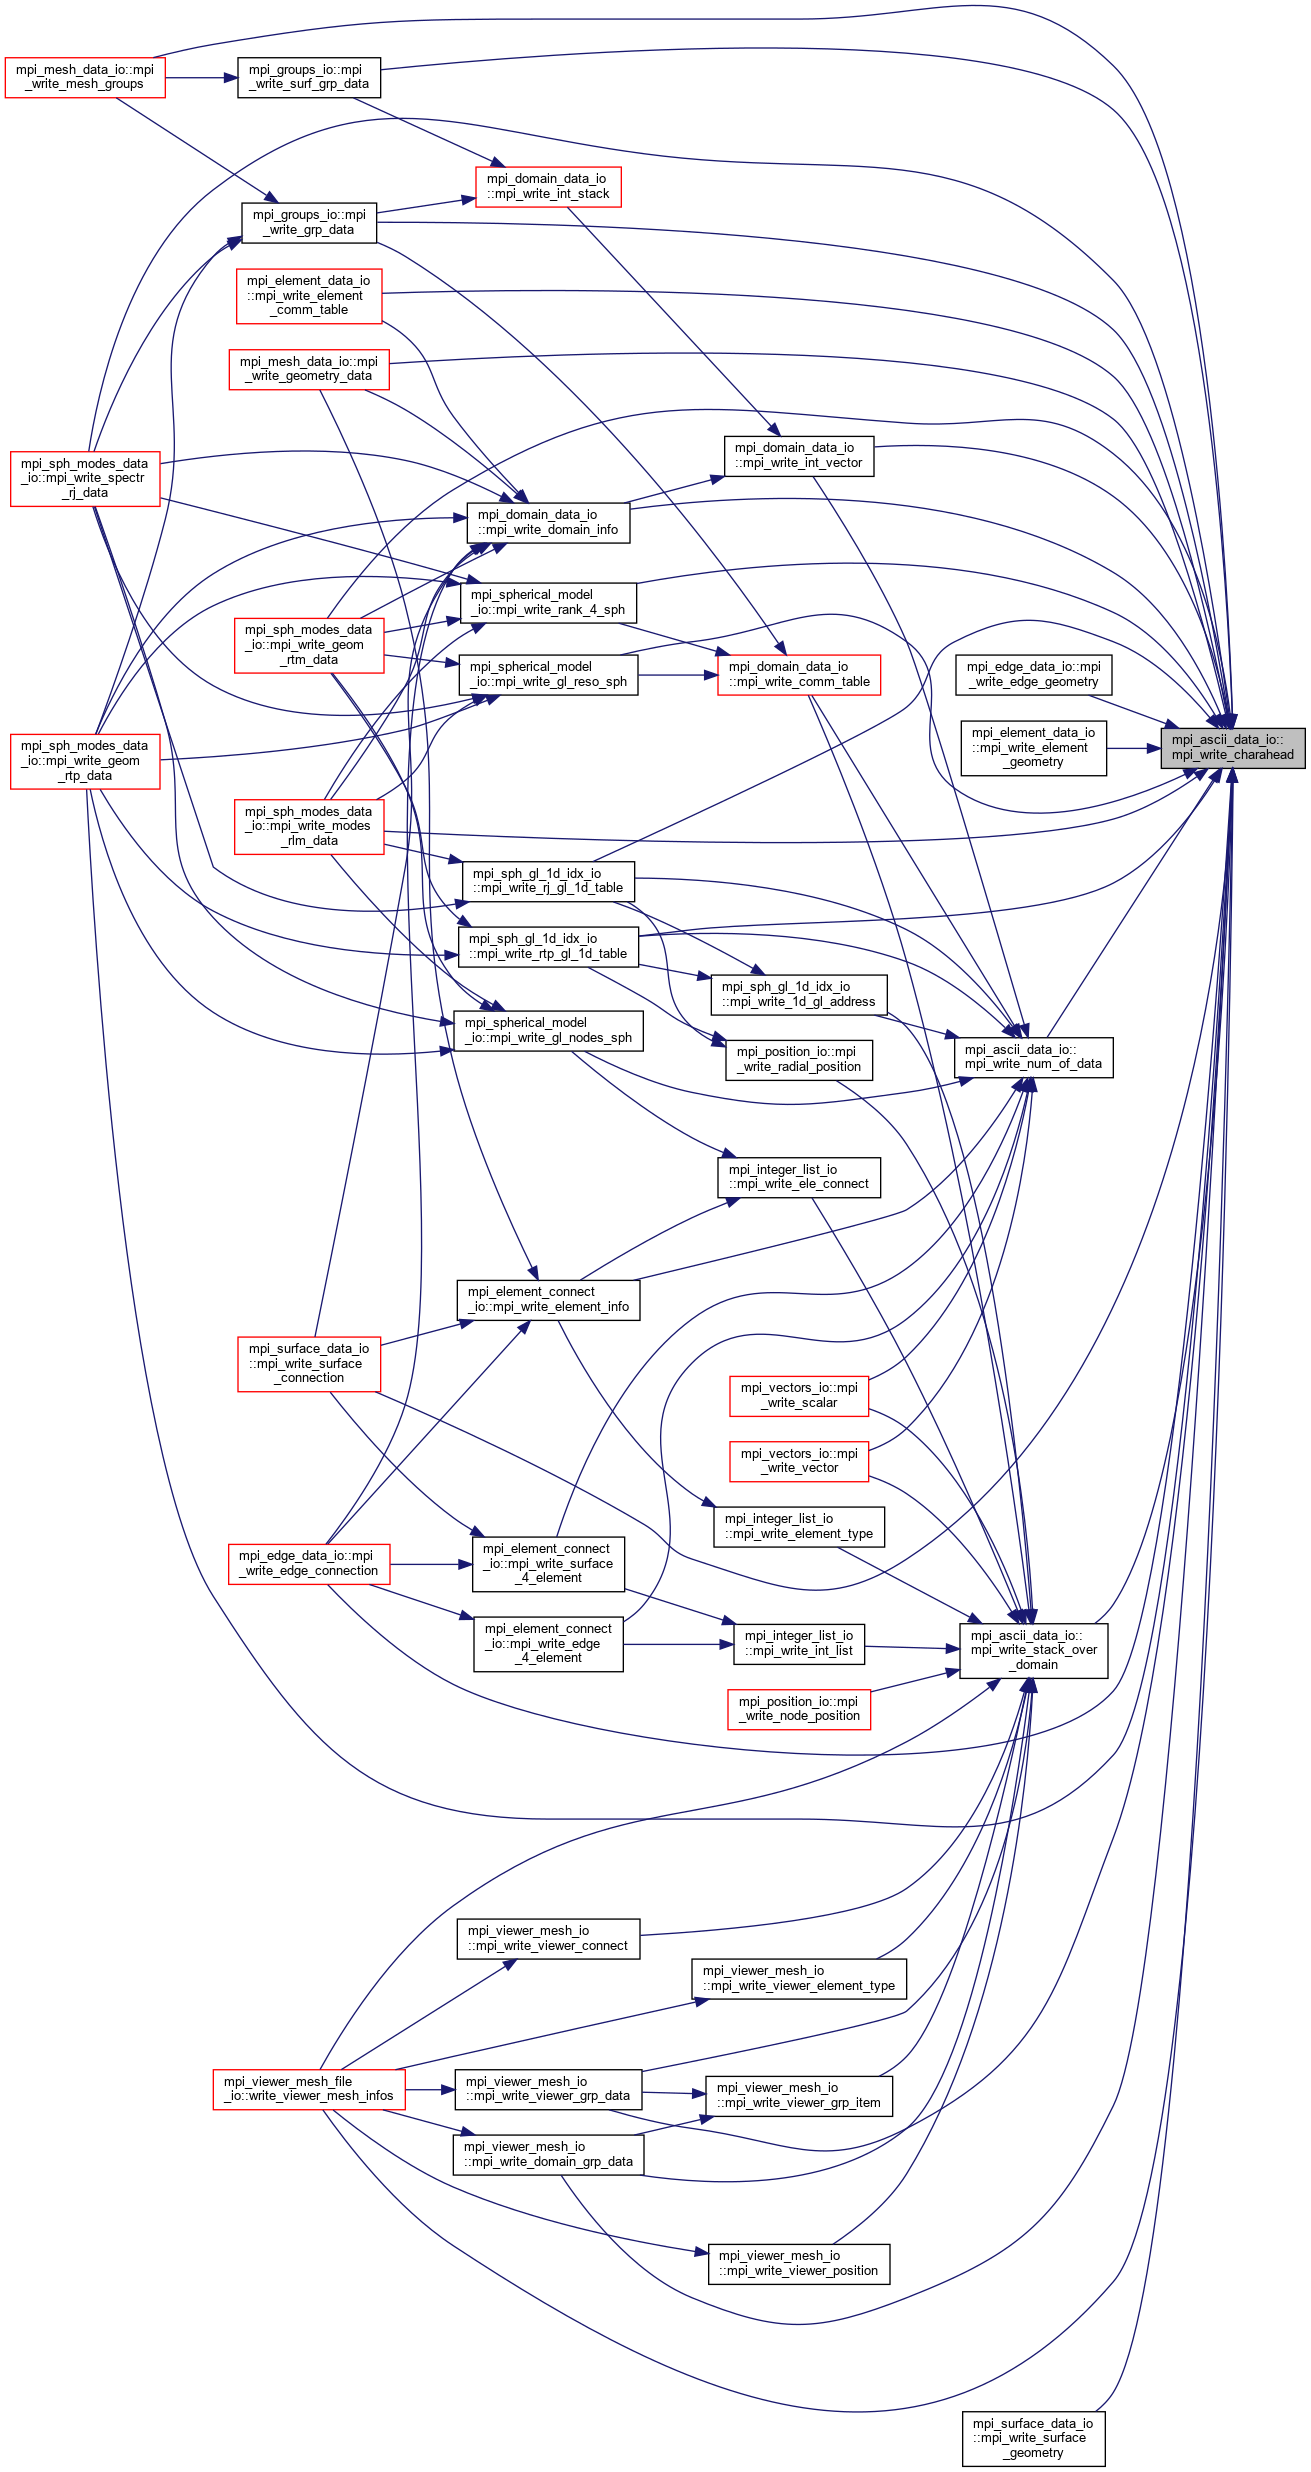 mpi_mesh_data_io::mpi
_write_mesh_groups
mpi_groups_io::mpi
_write_surf_grp_data
mpi_domain_data_io
::mpi_write_int_stack
mpi_groups_io::mpi
_write_grp_data
mpi_element_data_io
::mpi_write_element
_comm_table
mpi_mesh_data_io::mpi
_write_geometry_data
mpi_domain_data_io
::mpi_write_int_vector
mpi_sph_modes_data
_io::mpi_write_spectr
_rj_data
mpi_domain_data_io
::mpi_write_domain_info
mpi_spherical_model
_io::mpi_write_rank_4_sph
mpi_sph_modes_data
_io::mpi_write_geom
_rtm_data
mpi_spherical_model
_io::mpi_write_gl_reso_sph
mpi_domain_data_io
::mpi_write_comm_table
mpi_edge_data_io::mpi
_write_edge_geometry
mpi_element_data_io
::mpi_write_element
_geometry
mpi_ascii_data_io::
mpi_write_charahead
mpi_sph_modes_data
_io::mpi_write_geom
_rtp_data
mpi_sph_modes_data
_io::mpi_write_modes
_rlm_data
mpi_sph_gl_1d_idx_io
::mpi_write_rj_gl_1d_table
mpi_sph_gl_1d_idx_io
::mpi_write_rtp_gl_1d_table
mpi_sph_gl_1d_idx_io
::mpi_write_1d_gl_address
mpi_spherical_model
_io::mpi_write_gl_nodes_sph
mpi_position_io::mpi
_write_radial_position
mpi_ascii_data_io::
mpi_write_num_of_data
mpi_integer_list_io
::mpi_write_ele_connect
mpi_element_connect
_io::mpi_write_element_info
mpi_surface_data_io
::mpi_write_surface
_connection
mpi_vectors_io::mpi
_write_scalar
mpi_vectors_io::mpi
_write_vector
mpi_integer_list_io
::mpi_write_element_type
mpi_edge_data_io::mpi
_write_edge_connection
mpi_element_connect
_io::mpi_write_surface
_4_element
mpi_element_connect
_io::mpi_write_edge
_4_element
mpi_integer_list_io
::mpi_write_int_list
mpi_ascii_data_io::
mpi_write_stack_over
_domain
mpi_position_io::mpi
_write_node_position
mpi_viewer_mesh_io
::mpi_write_viewer_connect
mpi_viewer_mesh_io
::mpi_write_viewer_element_type
mpi_viewer_mesh_file
_io::write_viewer_mesh_infos
mpi_viewer_mesh_io
::mpi_write_viewer_grp_data
mpi_viewer_mesh_io
::mpi_write_viewer_grp_item
mpi_viewer_mesh_io
::mpi_write_domain_grp_data
mpi_viewer_mesh_io
::mpi_write_viewer_position
mpi_surface_data_io
::mpi_write_surface
_geometry